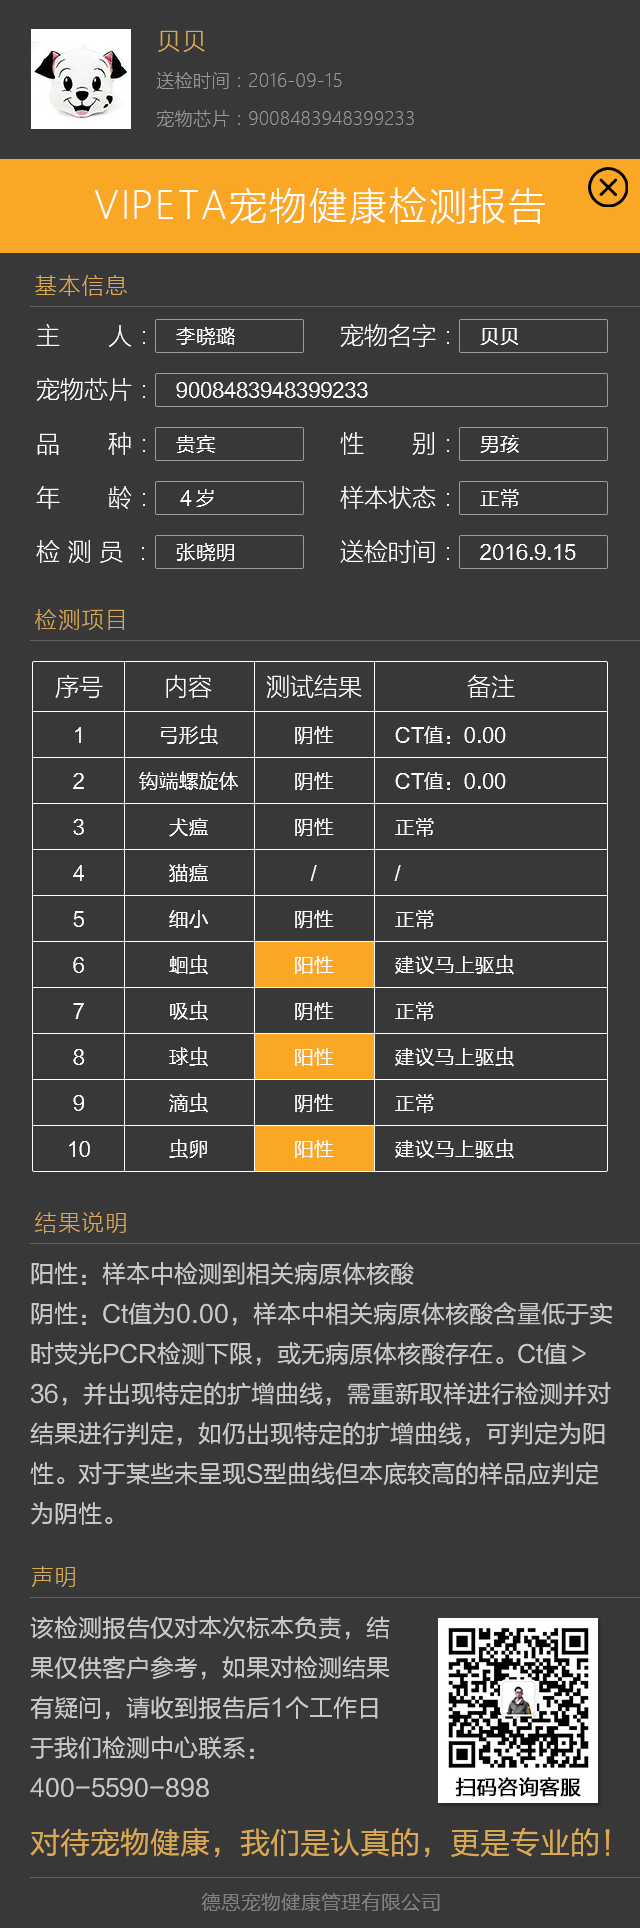 贝贝
送检时间：2016-09-15
宠物芯片：9008483948399233
VIPETA宠物健康检测报告
基本信息
主 人： 李晓璐 宠物名字： 贝贝
宠物芯片： 9008483948399233
品 种： 贵宾 性 别： 男孩
年 龄： 4岁 样本状态： 正常
检测员： 张晓明 送检时间： 2016.9.15
检测项目
序号 内容 测试结果 备注
1 弓形虫 阴性 CT值：0.00
2 钩端螺旋体 阴性 CT值：0.00
3 犬瘟 阴性 正常
4 猫瘟 / /
5 细小 阴性 正常
6 蛔虫 阳性 建议马上驱虫
7 吸虫 阴性 正常
8 球虫 阳性 建议马上驱虫
9 滴虫 阴性 正常
10 虫卵 阳性 建议马上驱虫
结果说明
阳性：样本中检测到相关病原体核酸
阴性：Ct值为0.00，样本中相关病原体核酸含量低于实
时荧光PCR检测下限，或无病原体核酸存在。Ct值＞
36，并出现特定的扩增曲线，需重新取样进行检测并对
结果进行判定，如仍出现特定的扩增曲线，可判定为阳
性。对于某些未呈现S型曲线但本底较高的样品应判定
为阴性。
声明
该检测报告仅对本次标本负责，结
果仅供客户参考，如果对检测结果
有疑问，请收到报告后1个工作日
于我们检测中心联系：
400-5590-898
扫码咨询客服
对待宠物健康，我们是认真的，更是专业的！
德恩宠物健康管理有限公司